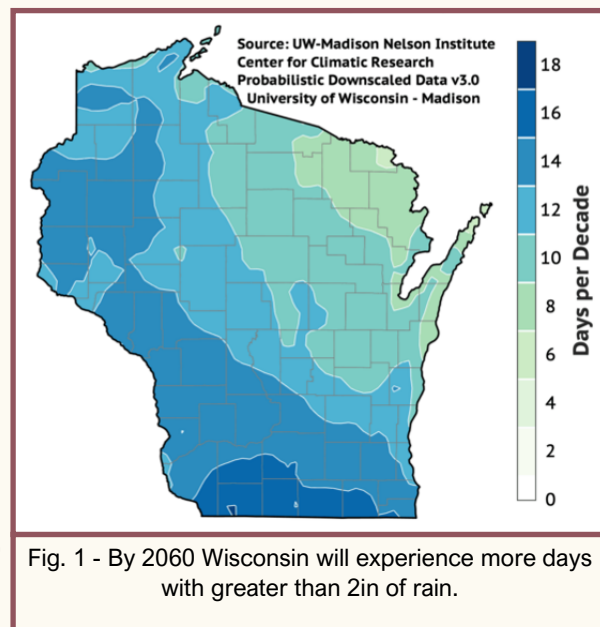 Source: UW-Madison Nelson Institute
Center for Climatic Research
Probabilistic Downscaled Data v3.0
University of Wisconsin - Madison
18
16
14
12
10
8
6
4
2
0
Days per Decade
Fig. 1 - By 2060 Wisconsin will experience more days
with greater than 2in of rain.